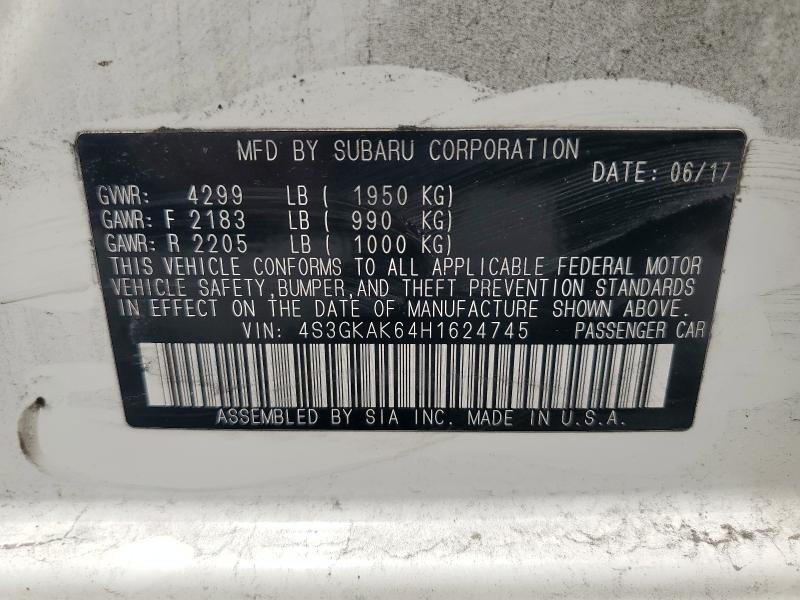 MFD BY SUBARU CORPORATION
DATE: 06/17
GVWR: 4299 LB ( 1950 KG)
GAWR: F 2183 LB ( 990 KG)
GAWR: R 2205 LB ( 1000 KG)
THIS VEHICLE CONFORMS TO ALL APPLICABLE FEDERAL MOTOR
VEHICLE SAFETY,BUMPER,AND THEFT PREVENTION STANDARDS
IN EFFECT ON THE DATE OF MANUFACTURE SHOWN ABOVE.
VIN: 4S3GKAK64H1624745 PASSENGER CAR
ASSEMBLED BY SIA INC. MADE IN U.S.A.